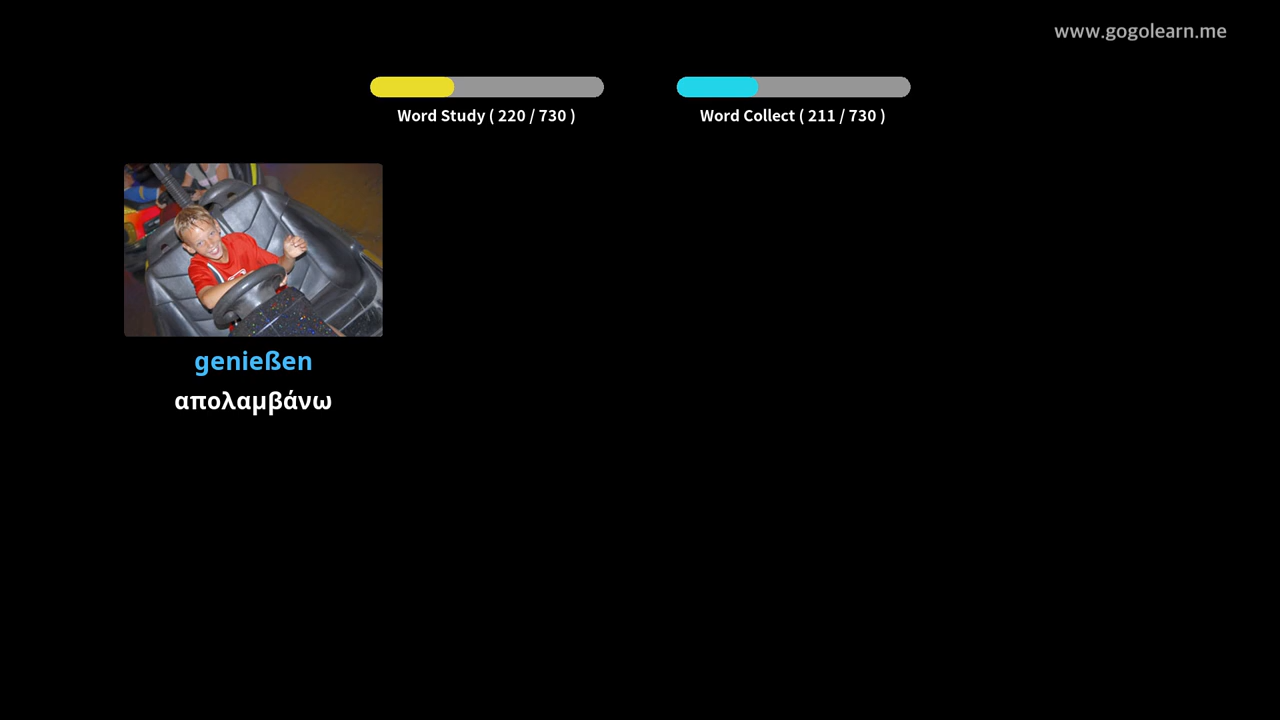 www.gogolearn.me
Word Study ( 220 / 730 )
Word Collect ( 211 / 730 )
genießen
απολαμβάνω